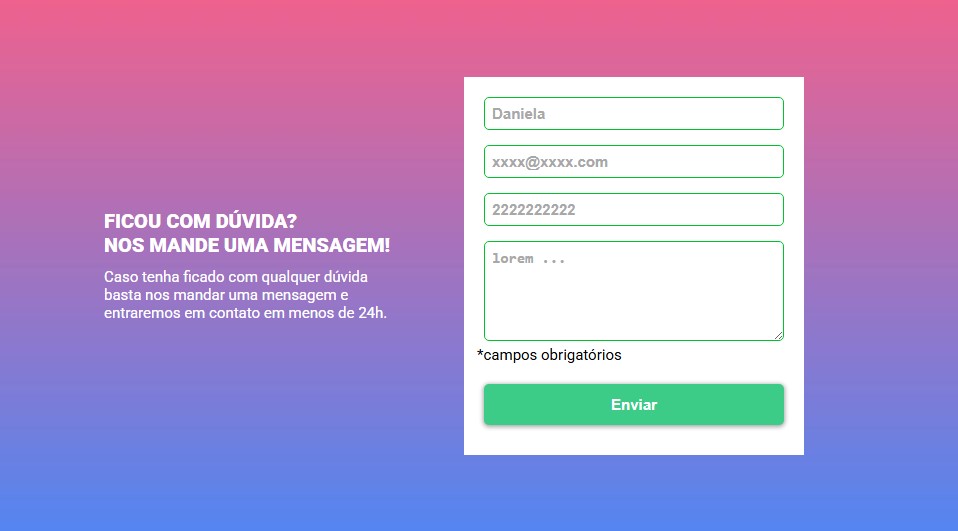 FICOU COM DÚVIDA?
NOS MANDE UMA MENSAGEM!
Caso tenha ficado com qualquer dúvida
basta nos mandar uma mensagem e
entraremos em contato em menos de 24h.
Daniela
xxxx@xxxx.com
2222222222
lorem ...
*campos obrigatórios
Enviar